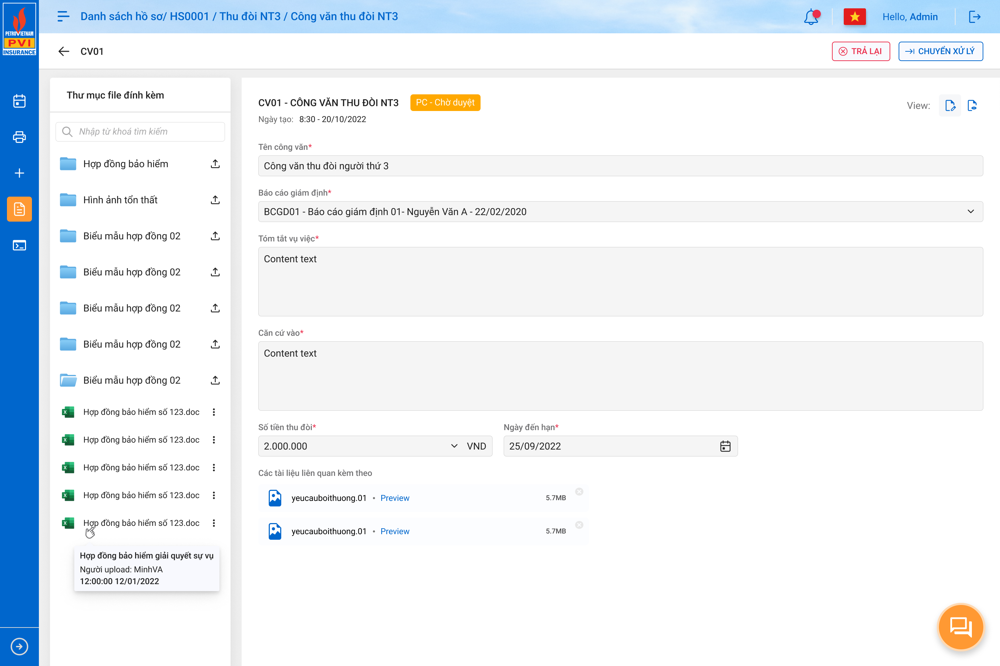 PETROVIETNAM
PVI
INSURANCE
Danh sách hồ sơ/ HS0001 / Thu đòi NT3 / Công văn thu đòi NT3
Hello, Admin
CV01
TRẢ LẠI
CHUYỂN XỬ LÝ
Thư mục file đính kèm
Nhập từ khoá tìm kiếm
Hợp đồng bảo hiểm
Hình ảnh tổn thất
Biểu mẫu hợp đồng 02
Biểu mẫu hợp đồng 02
Biểu mẫu hợp đồng 02
Biểu mẫu hợp đồng 02
Biểu mẫu hợp đồng 02
Hợp đồng bảo hiểm số 123.doc
Hợp đồng bảo hiểm số 123.doc
Hợp đồng bảo hiểm số 123.doc
Hợp đồng bảo hiểm số 123.doc
Hợp đồng bảo hiểm số 123.doc
Hợp đồng bảo hiểm giải quyết sự vụ
Người upload: MinhVA
12:00:00 12/01/2022
CV01 - CÔNG VĂN THU ĐÒI NT3
PC - Chờ duyệt
Ngày tạo: 8:30 - 20/10/2022
View:
Tên công văn*
Công văn thu đòi người thứ 3
Báo cáo giám định*
BCGD01 - Báo cáo giám định 01- Nguyễn Văn A - 22/02/2020
Tóm tắt vụ việc*
Content text
Căn cứ vào*
Content text
Số tiền thu đòi*
2.000.000
VND
Ngày đến hạn*
25/09/2022
Các tài liệu liên quan kèm theo
yeucauboithuong.01 • Preview
5.7MB
yeucauboithuong.01 • Preview
5.7MB